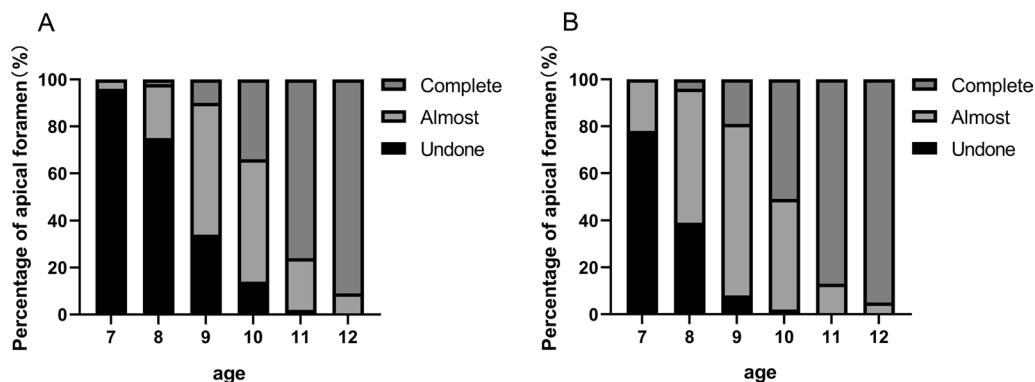 A
Percentage of apical foramen(%)
100
80
60
40
20
0
7 8 9 10 11 12
age
Complete
Almost
Undone
B
Percentage of apical foramen(%)
100
80
60
40
20
0
7 8 9 10 11 12
age
Complete
Almost
Undone